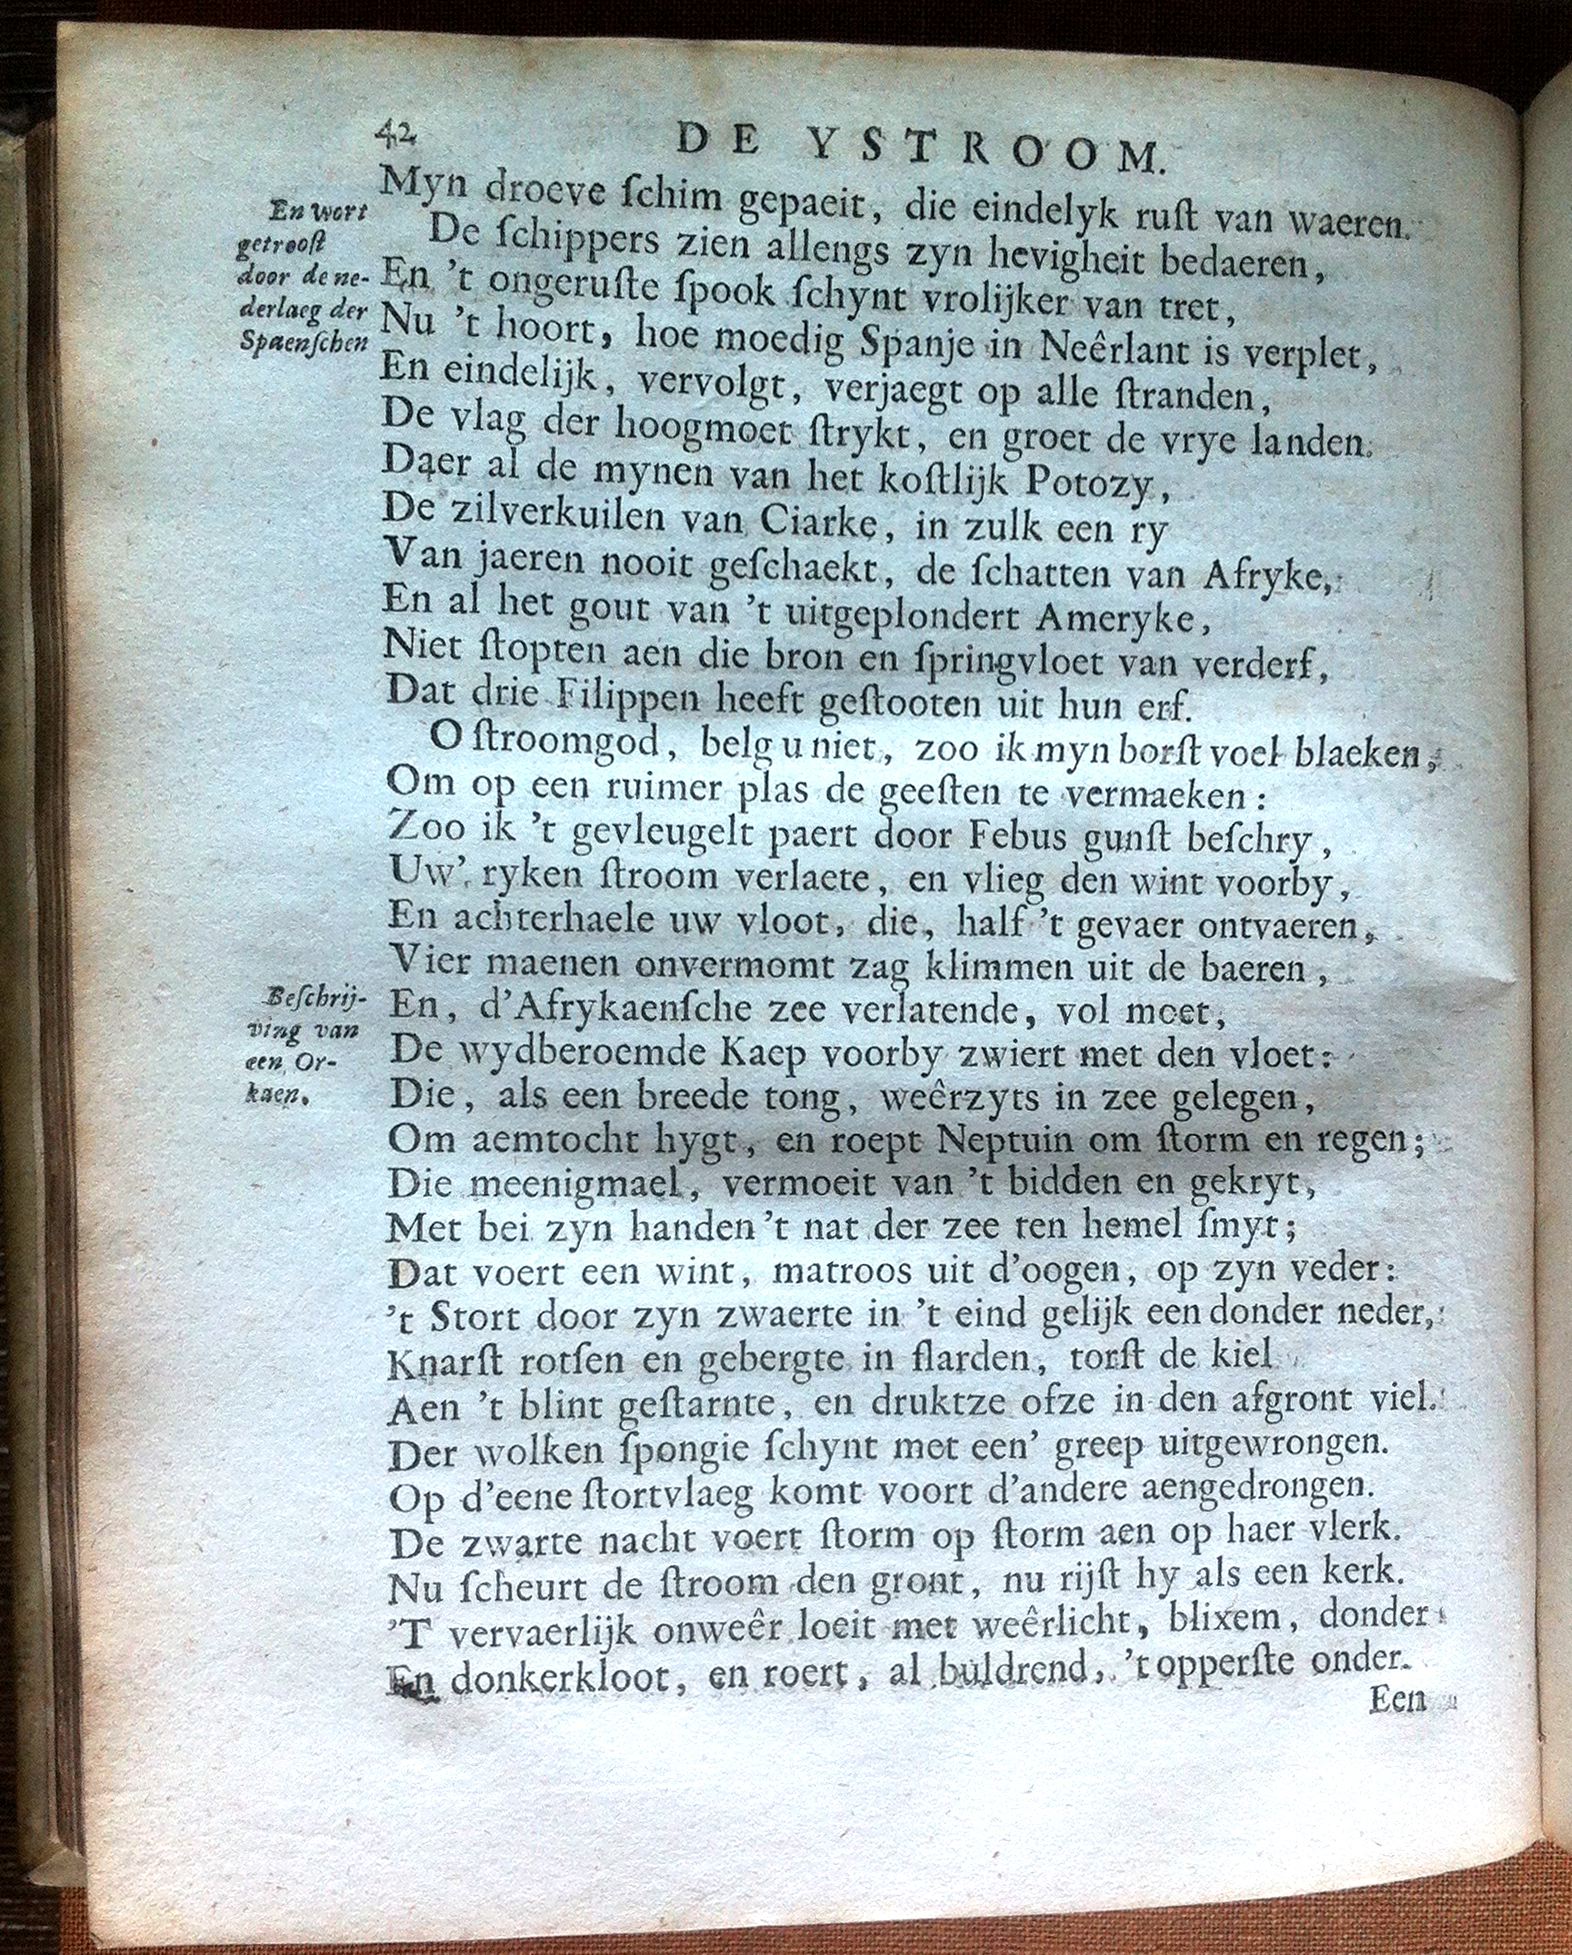 42 DE YSTROOM.
Myn droeve ſchim gepaeit, die eindelyk ruſt van waeren.
En wort
getrooſt
door de ne-
derlaeg der
Spaenſchen
De ſchippers zien allengs zyn hevigheit bedaeren,
En 't ongeruſte ſpook ſchynt vrolijker van tret,
Nu 't hoort, hoe moedig Spanje in Neêrlant is verplet,
En eindelijk, vervolgt, verjaegt op alle ſtranden,
De vlag der hoogmoet ſtrykt, en groet de vrye landen.
Daer al de mynen van het koſtlijk Potozy,
De zilverkuilen van Ciarke, in zulk een ry
Van jaeren nooit geſchaekt, de ſchatten van Afryke,
En al het gout van 't uitgeplondert Ameryke,
Niet ſtopten aen die bron en ſpringvloet van verderf,
Dat drie Filippen heeft geſtooten uit hun erf.
O ſtroomgod, belg u niet, zoo ik myn borſt voel blaeken,
Om op een ruimer plas de geeſten te vermaeken:
Zoo ik 't gevleugelt paert door Febus gunſt beſchry,
Uw' ryken ſtroom verlaete, en vlieg den wint voorby,
En achterhaele uw vloot, die, half 't gevaer ontvaeren,
Vier maenen onvermomt zag klimmen uit de baeren,
Beſchrij-
ving van
een Or-
kaen.
En, d'Afrykaenſche zee verlatende, vol moet,
De wydberoemde Kaep voorby zwiert met den vloet:
Die, als een breede tong, weêrzyts in zee gelegen,
Om aemtocht hygt, en roept Neptuin om ſtorm en regen;
Die meenigmael, vermoeit van 't bidden en gekryt,
Met bei zyn handen 't nat der zee ten hemel ſmyt;
Dat voert een wint, matroos uit d'oogen, op zyn veder:
't Stort door zyn zwaerte in 't eind gelijk een donder neder,
Knarſt rotſen en gebergte in flarden, torſt de kiel
Aen 't blint geſtarnte, en druktze ofze in den afgront viel.
Der wolken ſpongie ſchynt met een' greep uitgewrongen.
Op d'eene ſtortvlaeg komt voort d'andere aengedrongen.
De zwarte nacht voert ſtorm op ſtorm aen op haer vlerk.
Nu ſcheurt de ſtroom den gront, nu rijſt hy als een kerk.
'T vervaerlijk onweêr loeit met weêrlicht, blixem, donder
En donkerkloot, en roert, al buldrend, 't opperſte onder.
Een